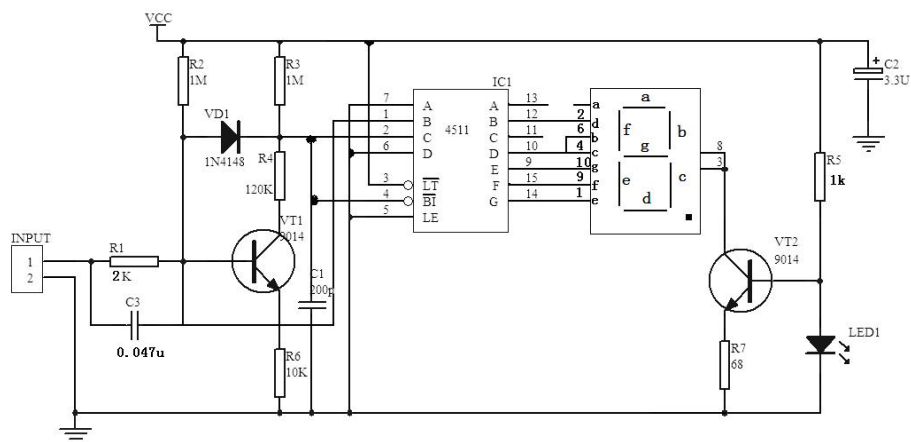 VCC
R2
1M
R3
1M
C2
3.3U
IC1
4511
7
1
2
6
3
4
5
A
B
C
D
LT
BI
LE
A
B
C
D
E
F
G
13
12
11
10
9
15
14
2
6
4
10
9
1
a
d
b
c
g
f
e
a
f
b
g
e
c
d
8
3
VD1
1N4148
R4
120K
R5
1k
VT1
9014
VT2
9014
INPUT
1
2
R1
2K
C3
0.047u
C1
200p
R6
10K
R7
68
LED1